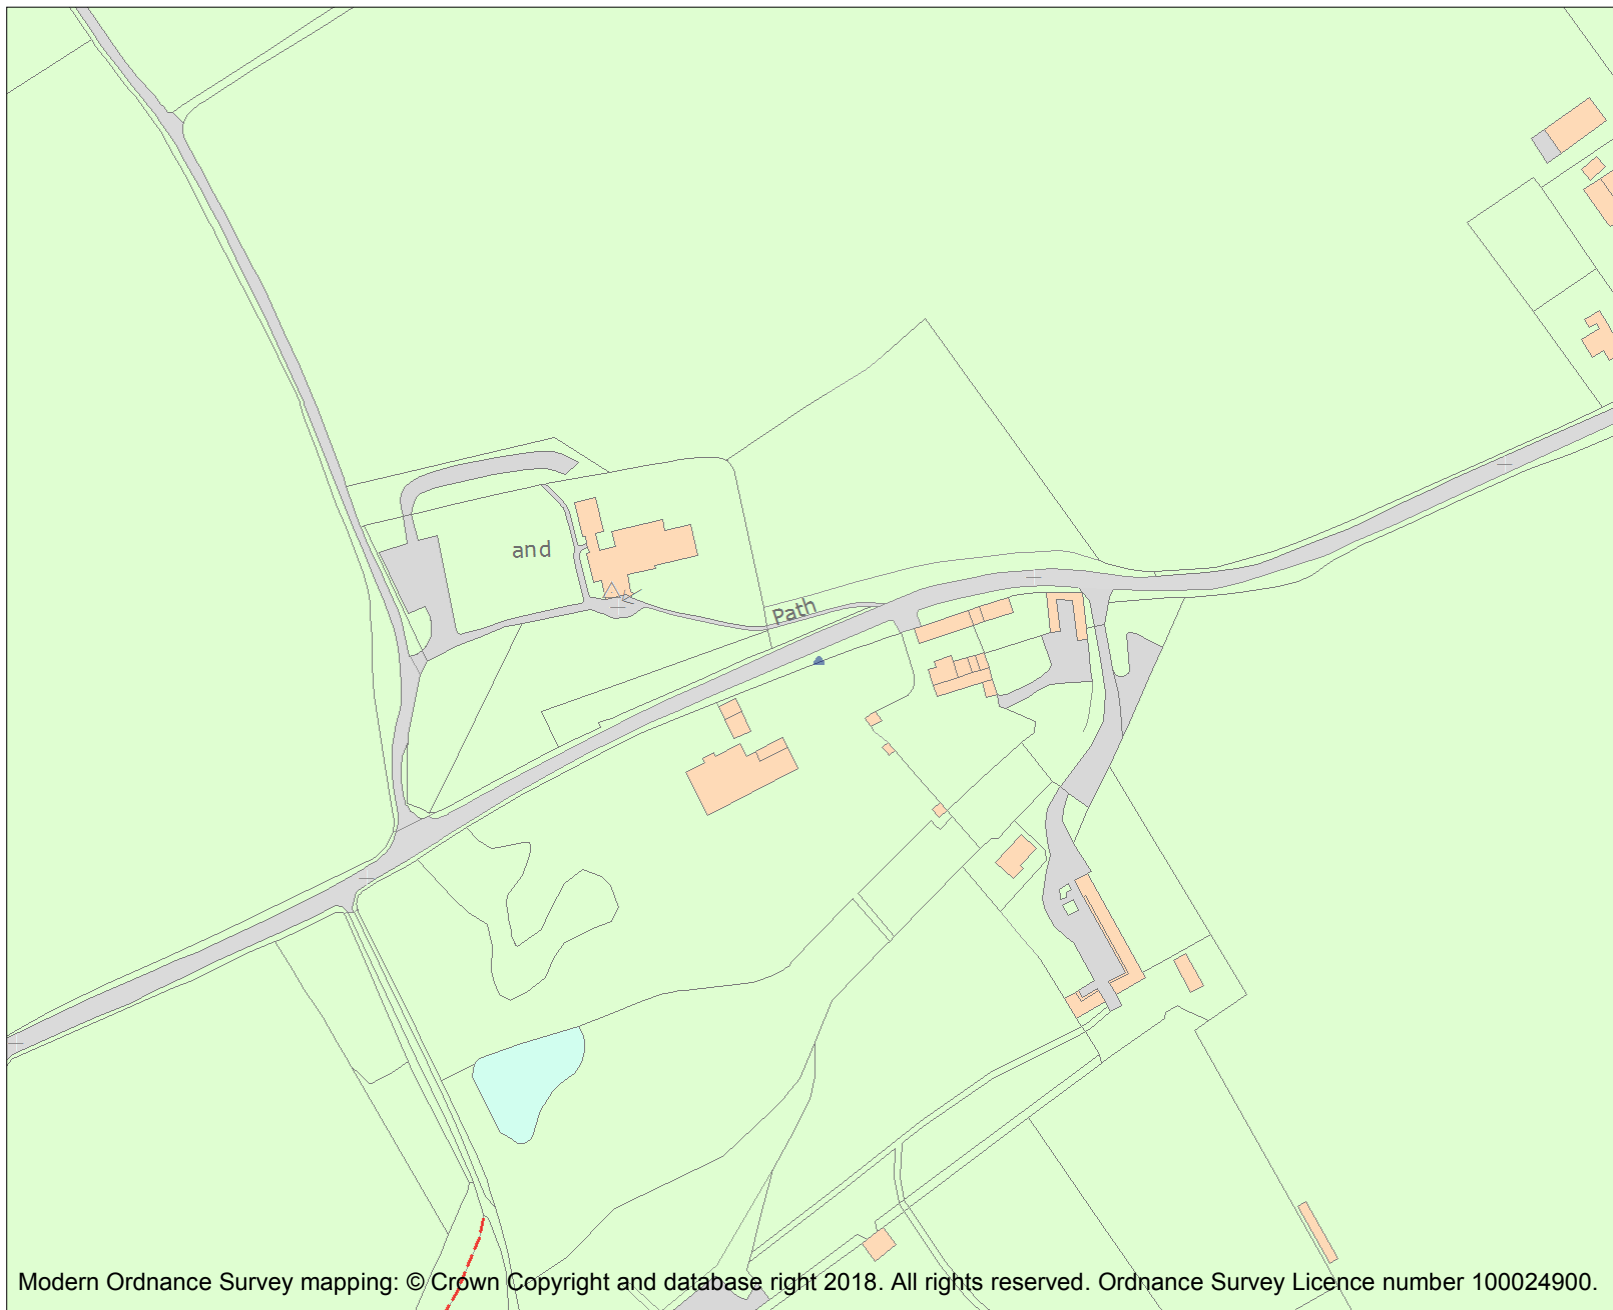 and
Path
Modern Ordnance Survey mapping: © Crown Copyright and database right 2018. All rights reserved. Ordnance Survey Licence number 100024900.